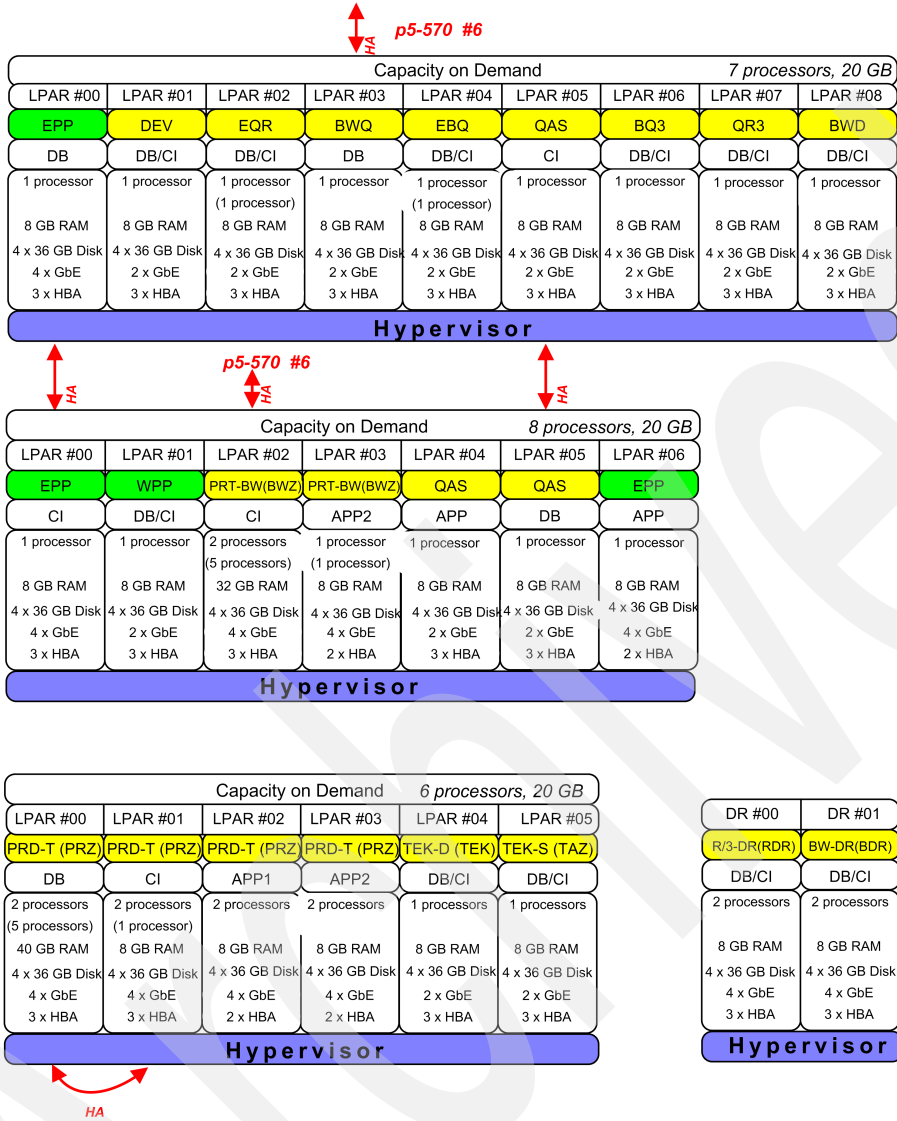 p5-570 #6
HA
Capacity on Demand 7 processors, 20 GB
LPAR #00 LPAR #01 LPAR #02 LPAR #03 LPAR #04 LPAR #05 LPAR #06 LPAR #07 LPAR #08
EPP DEV EQR BWQ EBQ QAS BQ3 QR3 BWD
DB DB/CI DB/CI DB DB/CI CI DB/CI DB/CI DB/CI
1 processor 1 processor 1 processor 1 processor 1 processor 1 processor 1 processor 1 processor 1 processor
(1 processor) (1 processor)
8 GB RAM 8 GB RAM 8 GB RAM 8 GB RAM 8 GB RAM 8 GB RAM 8 GB RAM 8 GB RAM 8 GB RAM
4 x 36 GB Disk 4 x 36 GB Disk 4 x 36 GB Disk 4 x 36 GB Disk 4 x 36 GB Disk 4 x 36 GB Disk 4 x 36 GB Disk 4 x 36 GB Disk 4 x 36 GB Disk
4 x GbE 2 x GbE 2 x GbE 2 x GbE 2 x GbE 2 x GbE 2 x GbE 2 x GbE 2 x GbE
3 x HBA 3 x HBA 3 x HBA 3 x HBA 3 x HBA 3 x HBA 3 x HBA 3 x HBA 3 x HBA
Hypervisor
p5-570 #6
HA HA HA
Capacity on Demand 8 processors, 20 GB
LPAR #00 LPAR #01 LPAR #02 LPAR #03 LPAR #04 LPAR #05 LPAR #06
EPP WPP PRT-BW(BWZ) PRT-BW(BWZ) QAS QAS EPP
CI DB/CI CI APP2 APP DB APP
1 processor 1 processor 2 processors 1 processor 1 processor 1 processor 1 processor
(5 processors) (1 processor)
8 GB RAM 8 GB RAM 32 GB RAM 8 GB RAM 8 GB RAM 8 GB RAM 8 GB RAM
4 x 36 GB Disk 4 x 36 GB Disk 4 x 36 GB Disk 4 x 36 GB Disk 4 x 36 GB Disk 4 x 36 GB Disk 4 x 36 GB Disk
4 x GbE 2 x GbE 4 x GbE 4 x GbE 2 x GbE 2 x GbE 4 x GbE
3 x HBA 3 x HBA 3 x HBA 2 x HBA 3 x HBA 3 x HBA 2 x HBA
Hypervisor
Capacity on Demand 6 processors, 20 GB
LPAR #00 LPAR #01 LPAR #02 LPAR #03 LPAR #04 LPAR #05
PRD-T (PRZ) PRD-T (PRZ) PRD-T (PRZ) PRD-T (PRZ) TEK-D (TEK) TEK-S (TAZ)
DB CI APP1 APP2 DB/CI DB/CI
2 processors 2 processors 2 processors 2 processors 1 processors 1 processors
(5 processors) (1 processor)
40 GB RAM 8 GB RAM 8 GB RAM 8 GB RAM 8 GB RAM 8 GB RAM
4 x 36 GB Disk 4 x 36 GB Disk 4 x 36 GB Disk 4 x 36 GB Disk 4 x 36 GB Disk 4 x 36 GB Disk
4 x GbE 4 x GbE 4 x GbE 4 x GbE 2 x GbE 2 x GbE
3 x HBA 3 x HBA 2 x HBA 2 x HBA 3 x HBA 3 x HBA
Hypervisor
HA
DR #00 DR #01
R/3-DR(RDR) BW-DR(BDR)
DB/CI DB/CI
2 processors 2 processors
8 GB RAM 8 GB RAM
4 x 36 GB Disk 4 x 36 GB Disk
4 x GbE 4 x GbE
3 x HBA 3 x HBA
Hypervisor